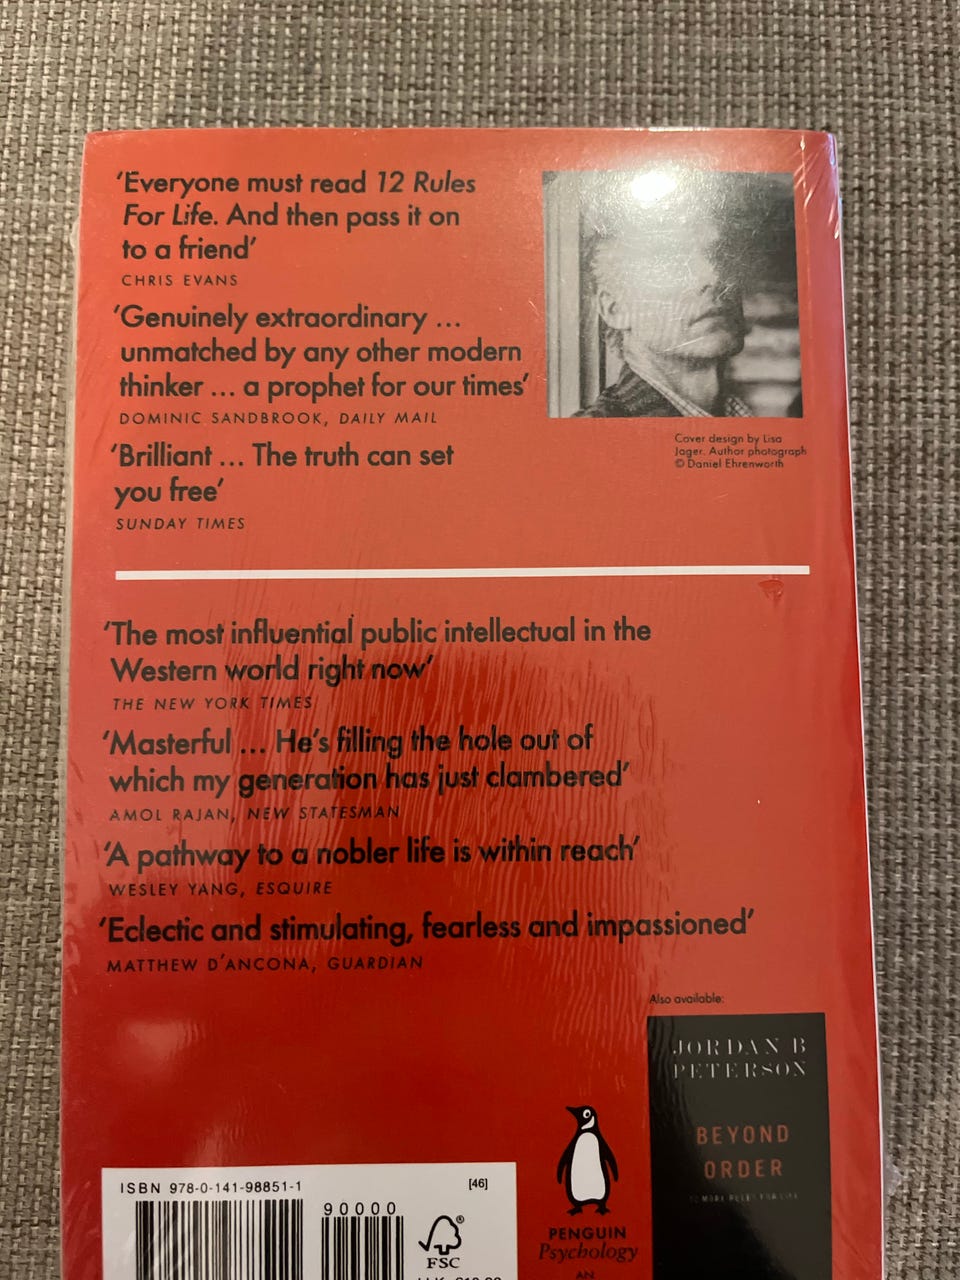 ‘Everyone must read 12 Rules
For Life. And then pass it on
to a friend’
CHRIS EVANS
‘Genuinely extraordinary ...
unmatched by any other modern
thinker ... a prophet for our times’
DOMINIC SANDBROOK, DAILY MAIL
‘Brilliant ... The truth can set
you free’
SUNDAY TIMES
Cover design by Lisa
Jager. Author photograph
© Daniel Ehrenworth
‘The most influential public intellectual in the
Western world right now’
THE NEW YORK TIMES
‘Masterful ... He’s filling the hole out of
which my generation has just clambered’
AMOL RAJAN, NEW STATESMAN
‘A pathway to a nobler life is within reach’
WESLEY YANG, ESQUIRE
‘Eclectic and stimulating, fearless and impassioned’
MATTHEW D’ANCONA, GUARDIAN
Also available:
JORDAN B
PETERSON
BEYOND
ORDER
12 MORE RULES FOR LIFE
PENGUIN
Psychology
AN
ISBN 978-0-141-98851-1
[46]
90000
®
FSC